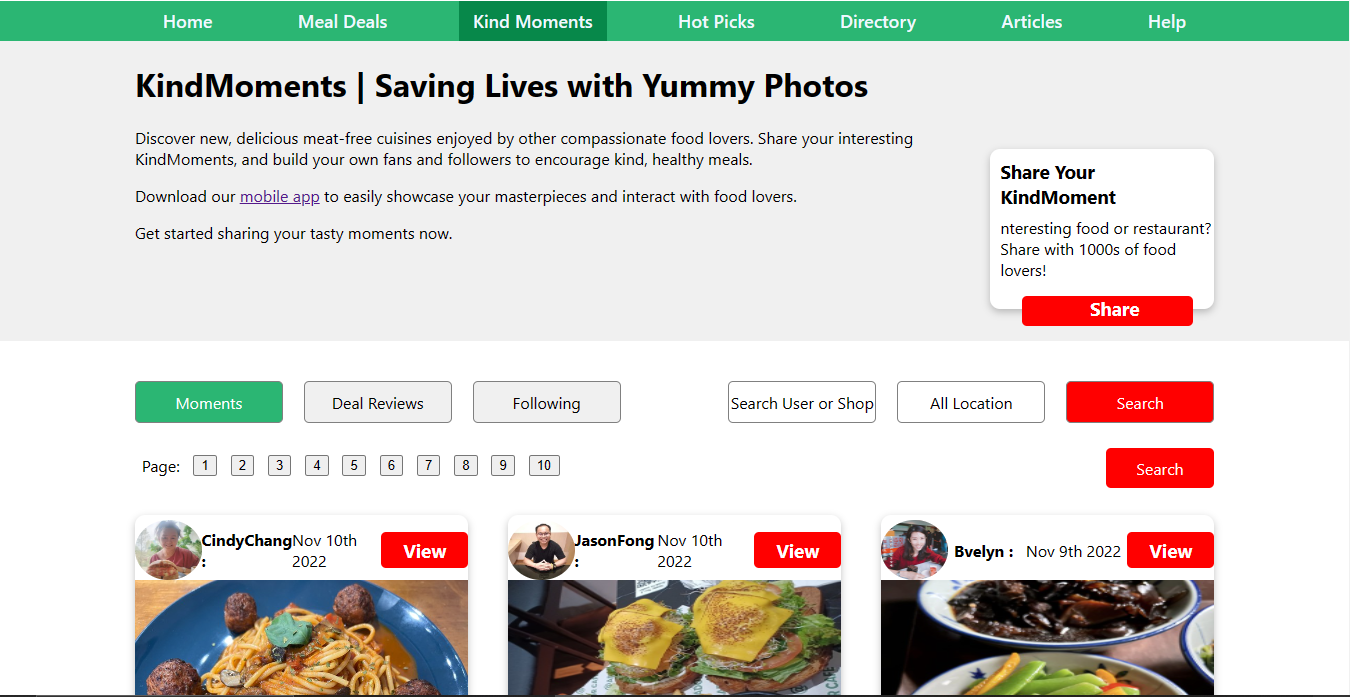 Home Meal Deals Kind Moments Hot Picks Directory Articles Help
KindMoments | Saving Lives with Yummy Photos
Discover new, delicious meat-free cuisines enjoyed by other compassionate food lovers. Share your interesting
KindMoments, and build your own fans and followers to encourage kind, healthy meals.
Download our mobile app to easily showcase your masterpieces and interact with food lovers.
Get started sharing your tasty moments now.
Share Your
KindMoment
nteresting food or restaurant?
Share with 1000s of food
lovers!
Share
Moments Deal Reviews Following Search User or Shop All Location Search
Page: 1 2 3 4 5 6 7 8 9 10 Search
CindyChang Nov 10th
: 2022
View
JasonFong Nov 10th
: 2022
View
Bvelyn : Nov 9th 2022 View